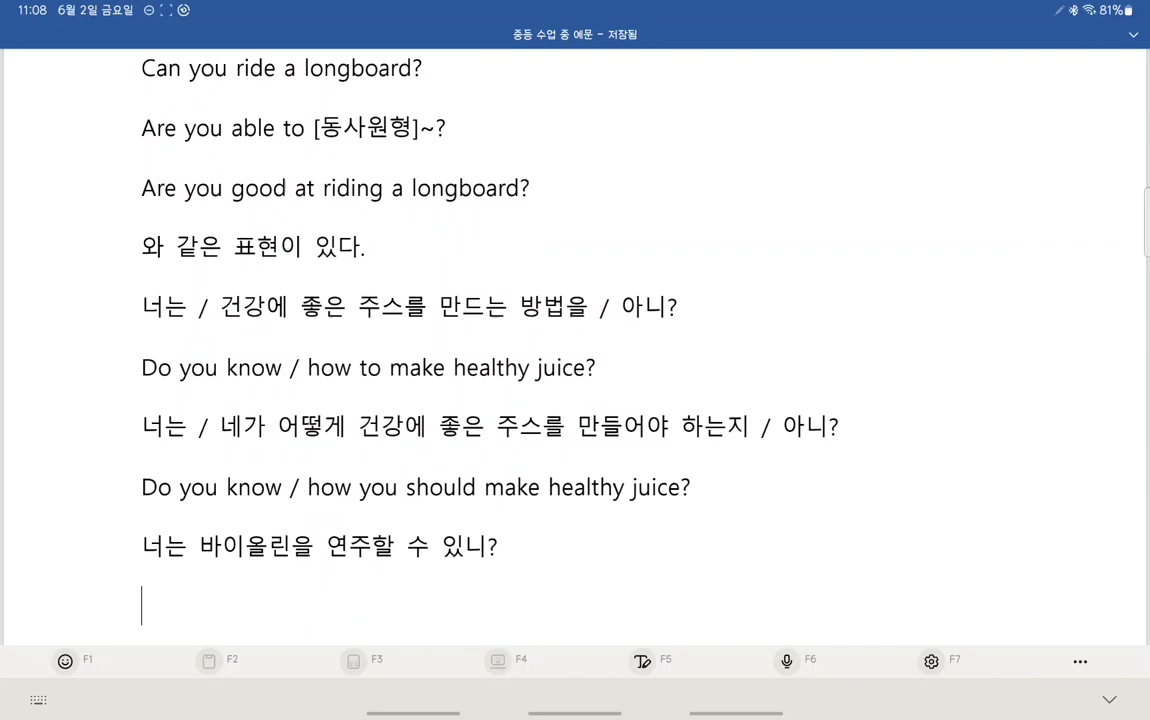 11:08 6월 2일 금요일
81%
중등 수업 중 예문 – 저장됨
Can you ride a longboard?
Are you able to [동사원형]~?
Are you good at riding a longboard?
와 같은 표현이 있다.
너는 / 건강에 좋은 주스를 만드는 방법을 / 아니?
Do you know / how to make healthy juice?
너는 / 네가 어떻게 건강에 좋은 주스를 만들어야 하는지 / 아니?
Do you know / how you should make healthy juice?
너는 바이올린을 연주할 수 있니?
F1 F2 F3 F4 F5 F6 F7